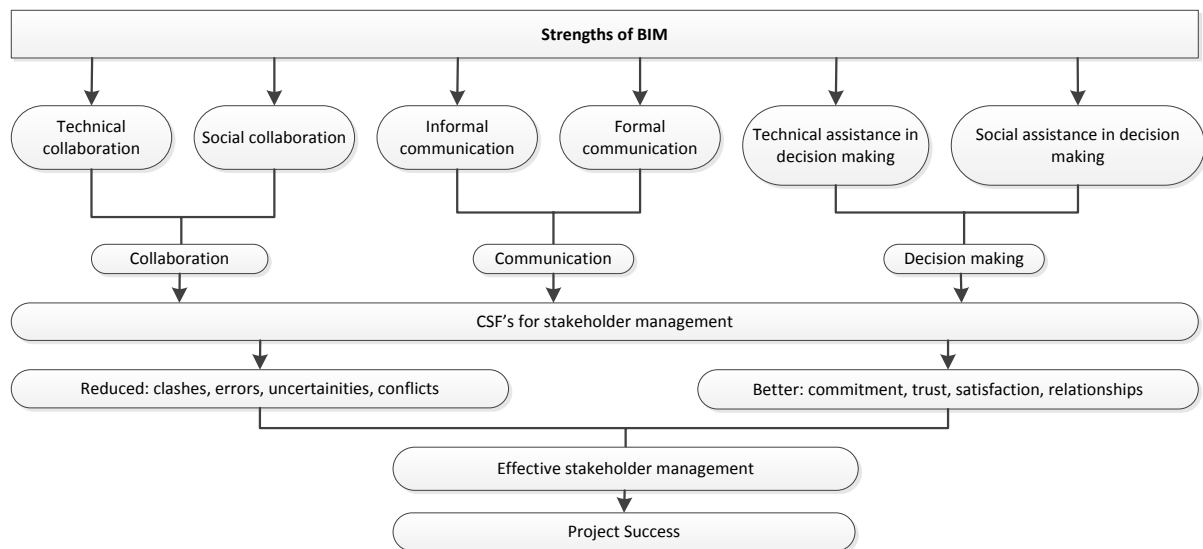 Strengths of BIM
Technical
collaboration
Social collaboration
Informal
communication
Formal
communication
Technical assistance in
decision making
Social assistance in decision
making
Collaboration
Communication
Decision making
CSF's for stakeholder management
Reduced: clashes, errors, uncertainities, conflicts
Better: commitment, trust, satisfaction, relationships
Effective stakeholder management
Project Success